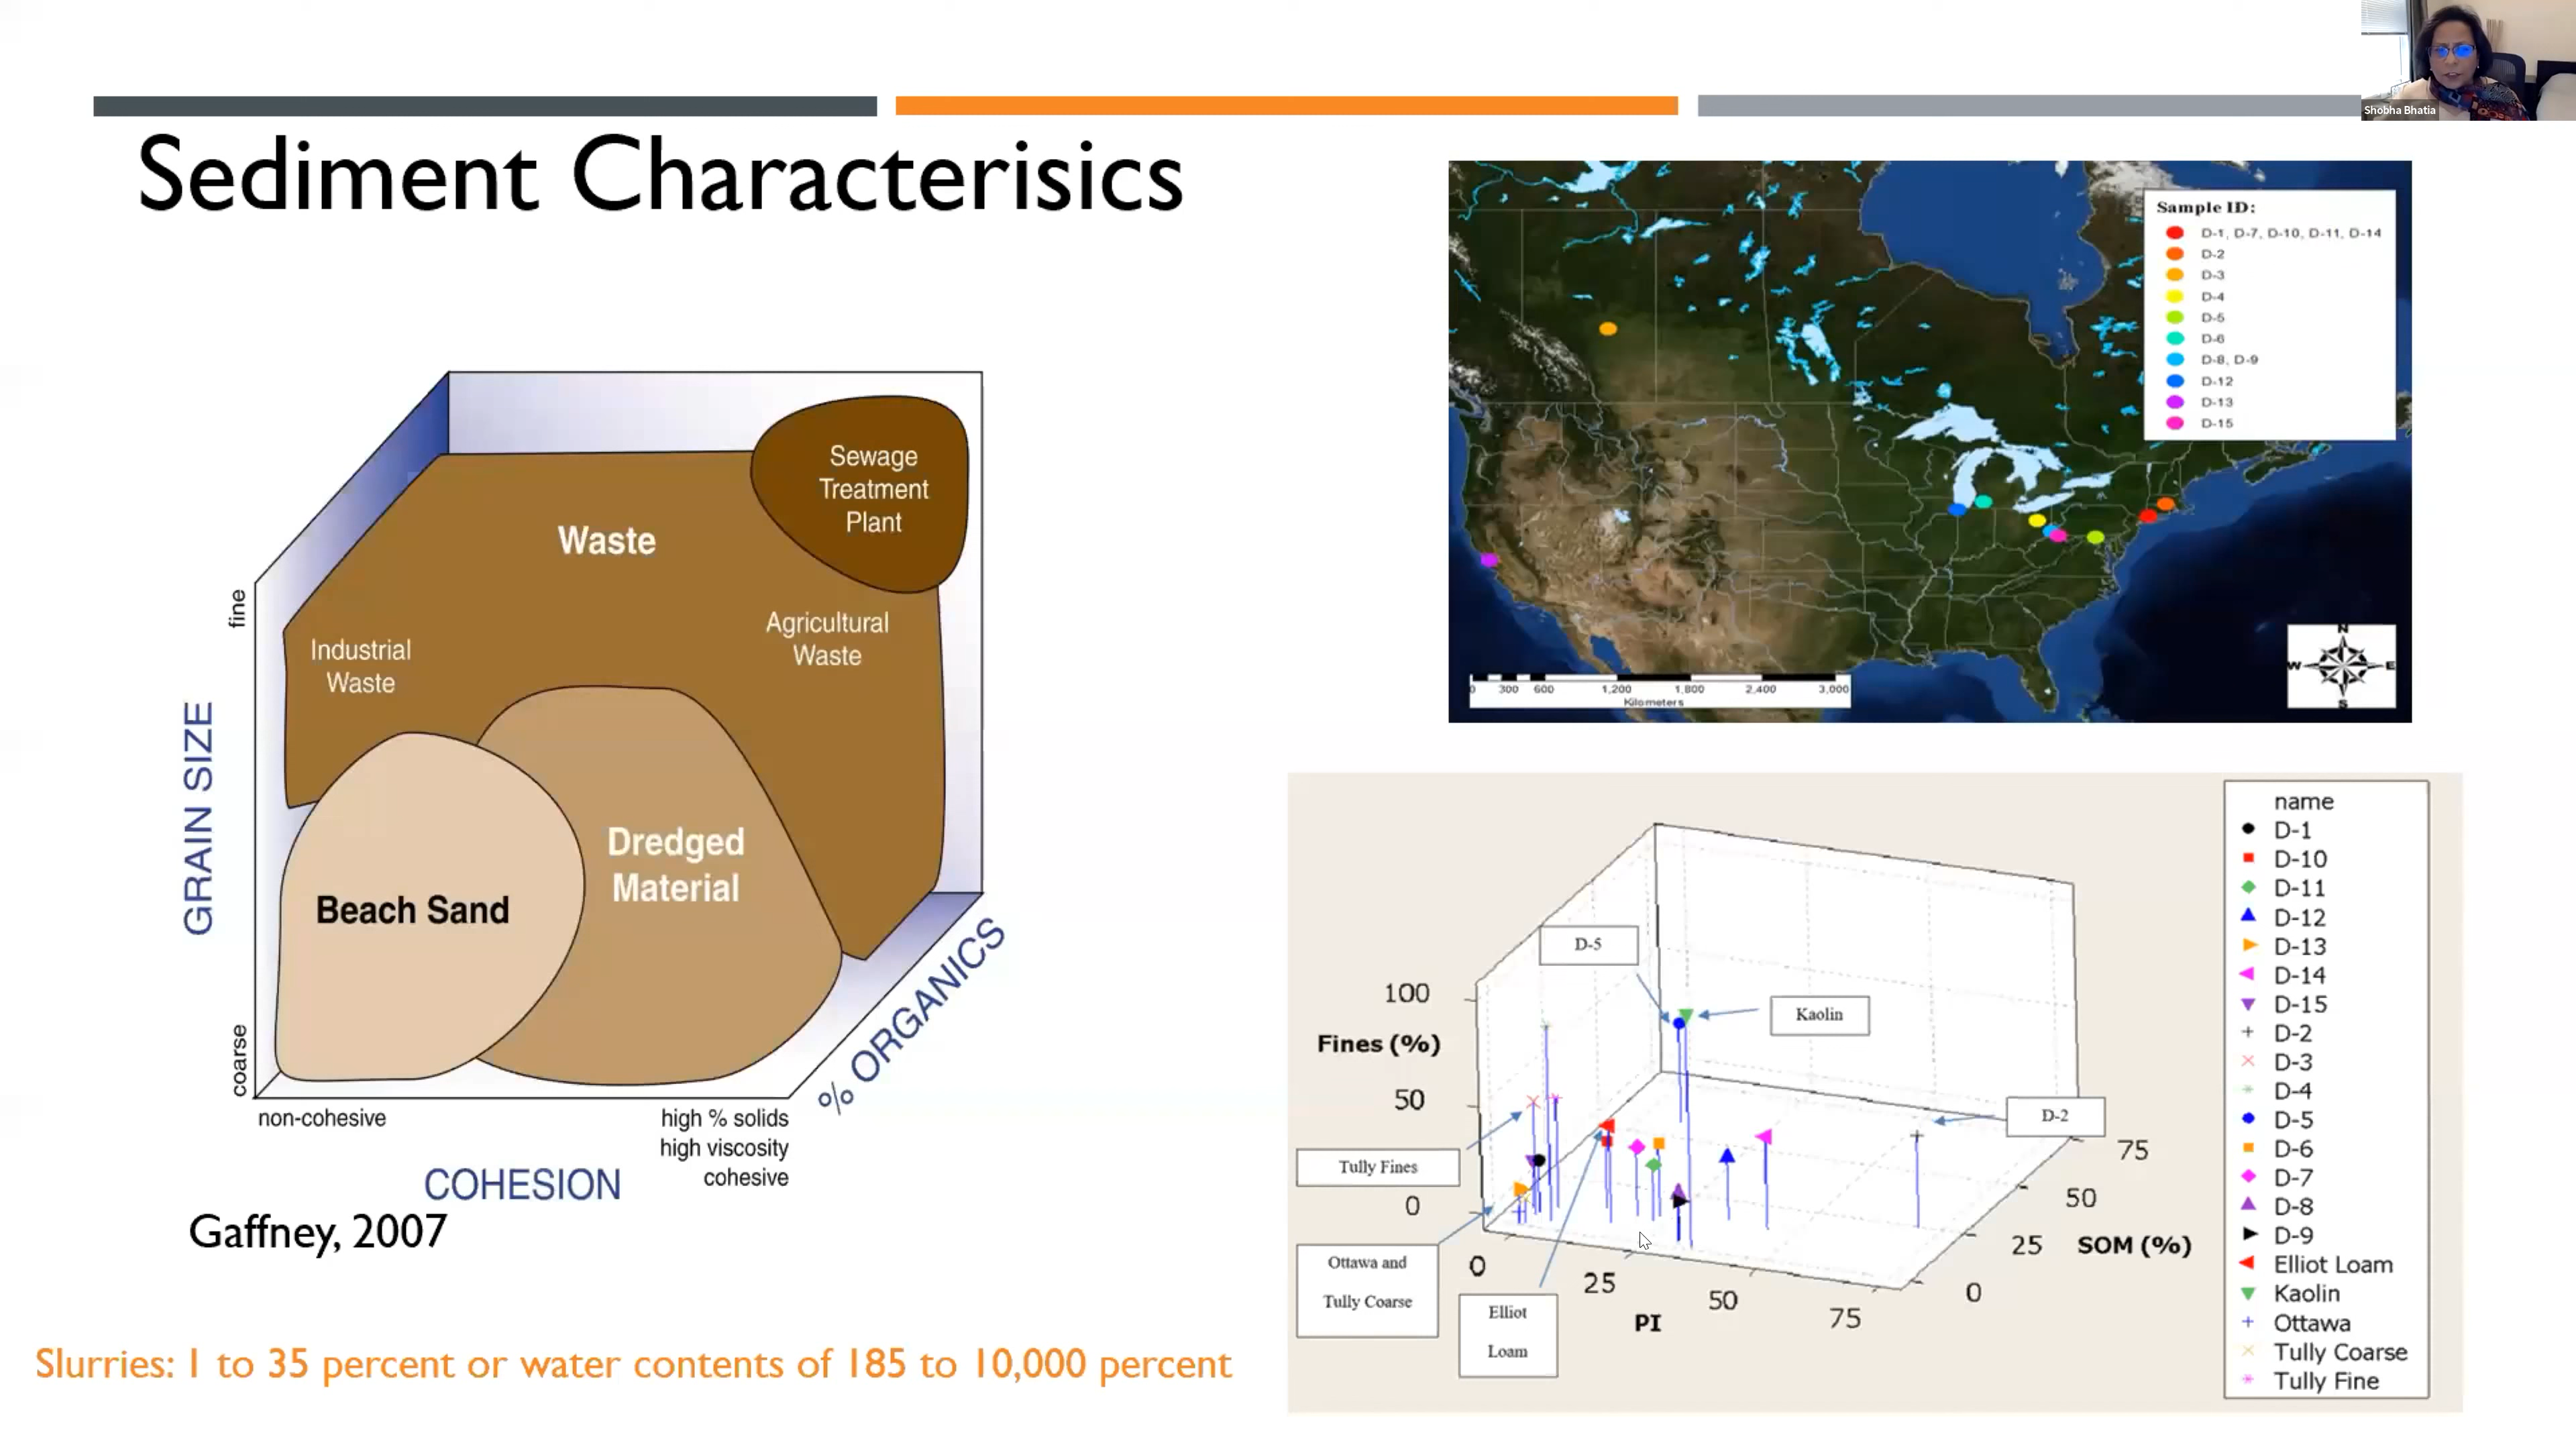 Shobha Bhatia
Sediment Characterisics
Sewage
Treatment
Plant
Waste
Agricultural
Waste
Industrial
Waste
Dredged
Material
Beach Sand
fine
GRAIN SIZE
coarse
non-cohesive
high % solids
high viscosity
cohesive
COHESION
% ORGANICS
Gaffney, 2007
Slurries: 1 to 35 percent or water contents of 185 to 10,000 percent
Sample ID:
D-1, D-7, D-10, D-11, D-14
D-2
D-3
D-4
D-5
D-6
D-8, D-9
D-12
D-13
D-15
N
W E
S
0 300 600 1,200 1,800 2,400 3,000
Kilometers
D-5
Kaolin
D-2
Tully Fines
Ottawa and
Tully Coarse
Elliot
Loam
100
Fines (%)
50
0
0
25
50
75
PI
0
25
50
75
SOM (%)
name
D-1
D-10
D-11
D-12
D-13
D-14
D-15
D-2
D-3
D-4
D-5
D-6
D-7
D-8
D-9
Elliot Loam
Kaolin
Ottawa
Tully Coarse
Tully Fine